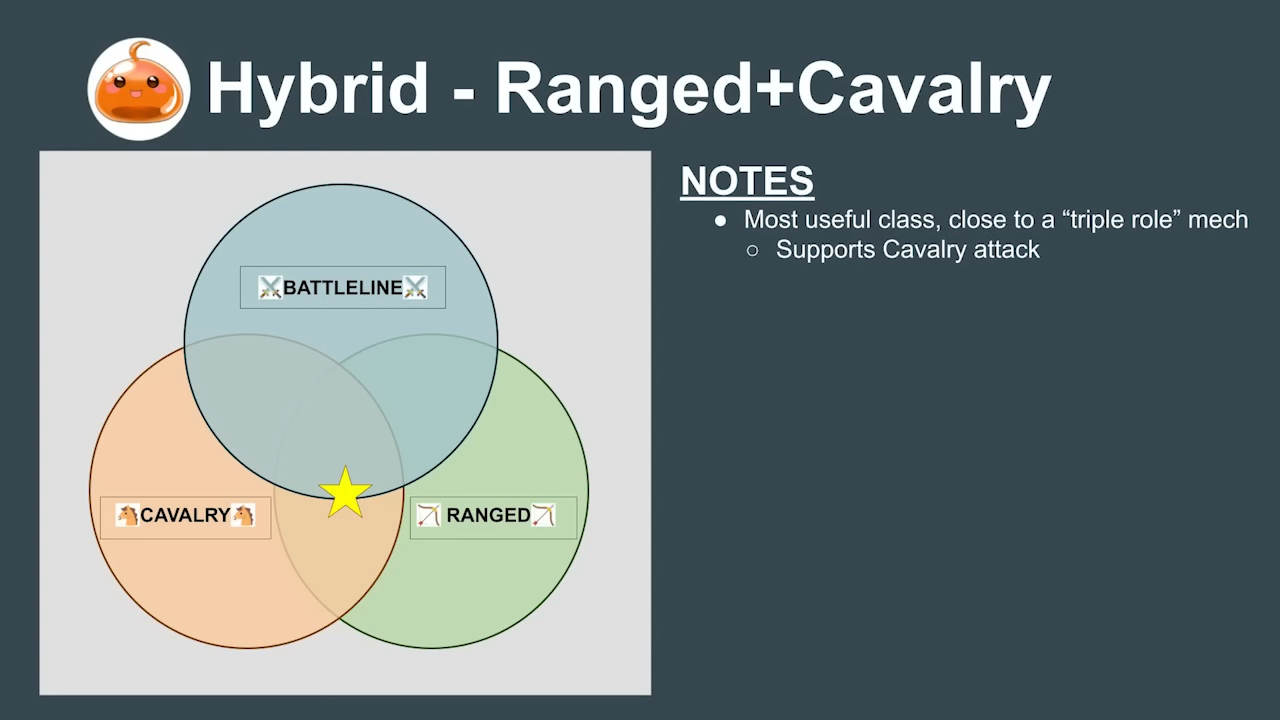 Hybrid - Ranged+Cavalry
NOTES
● Most useful class, close to a “triple role” mech
○ Supports Cavalry attack
BATTLELINE
CAVALRY
RANGED